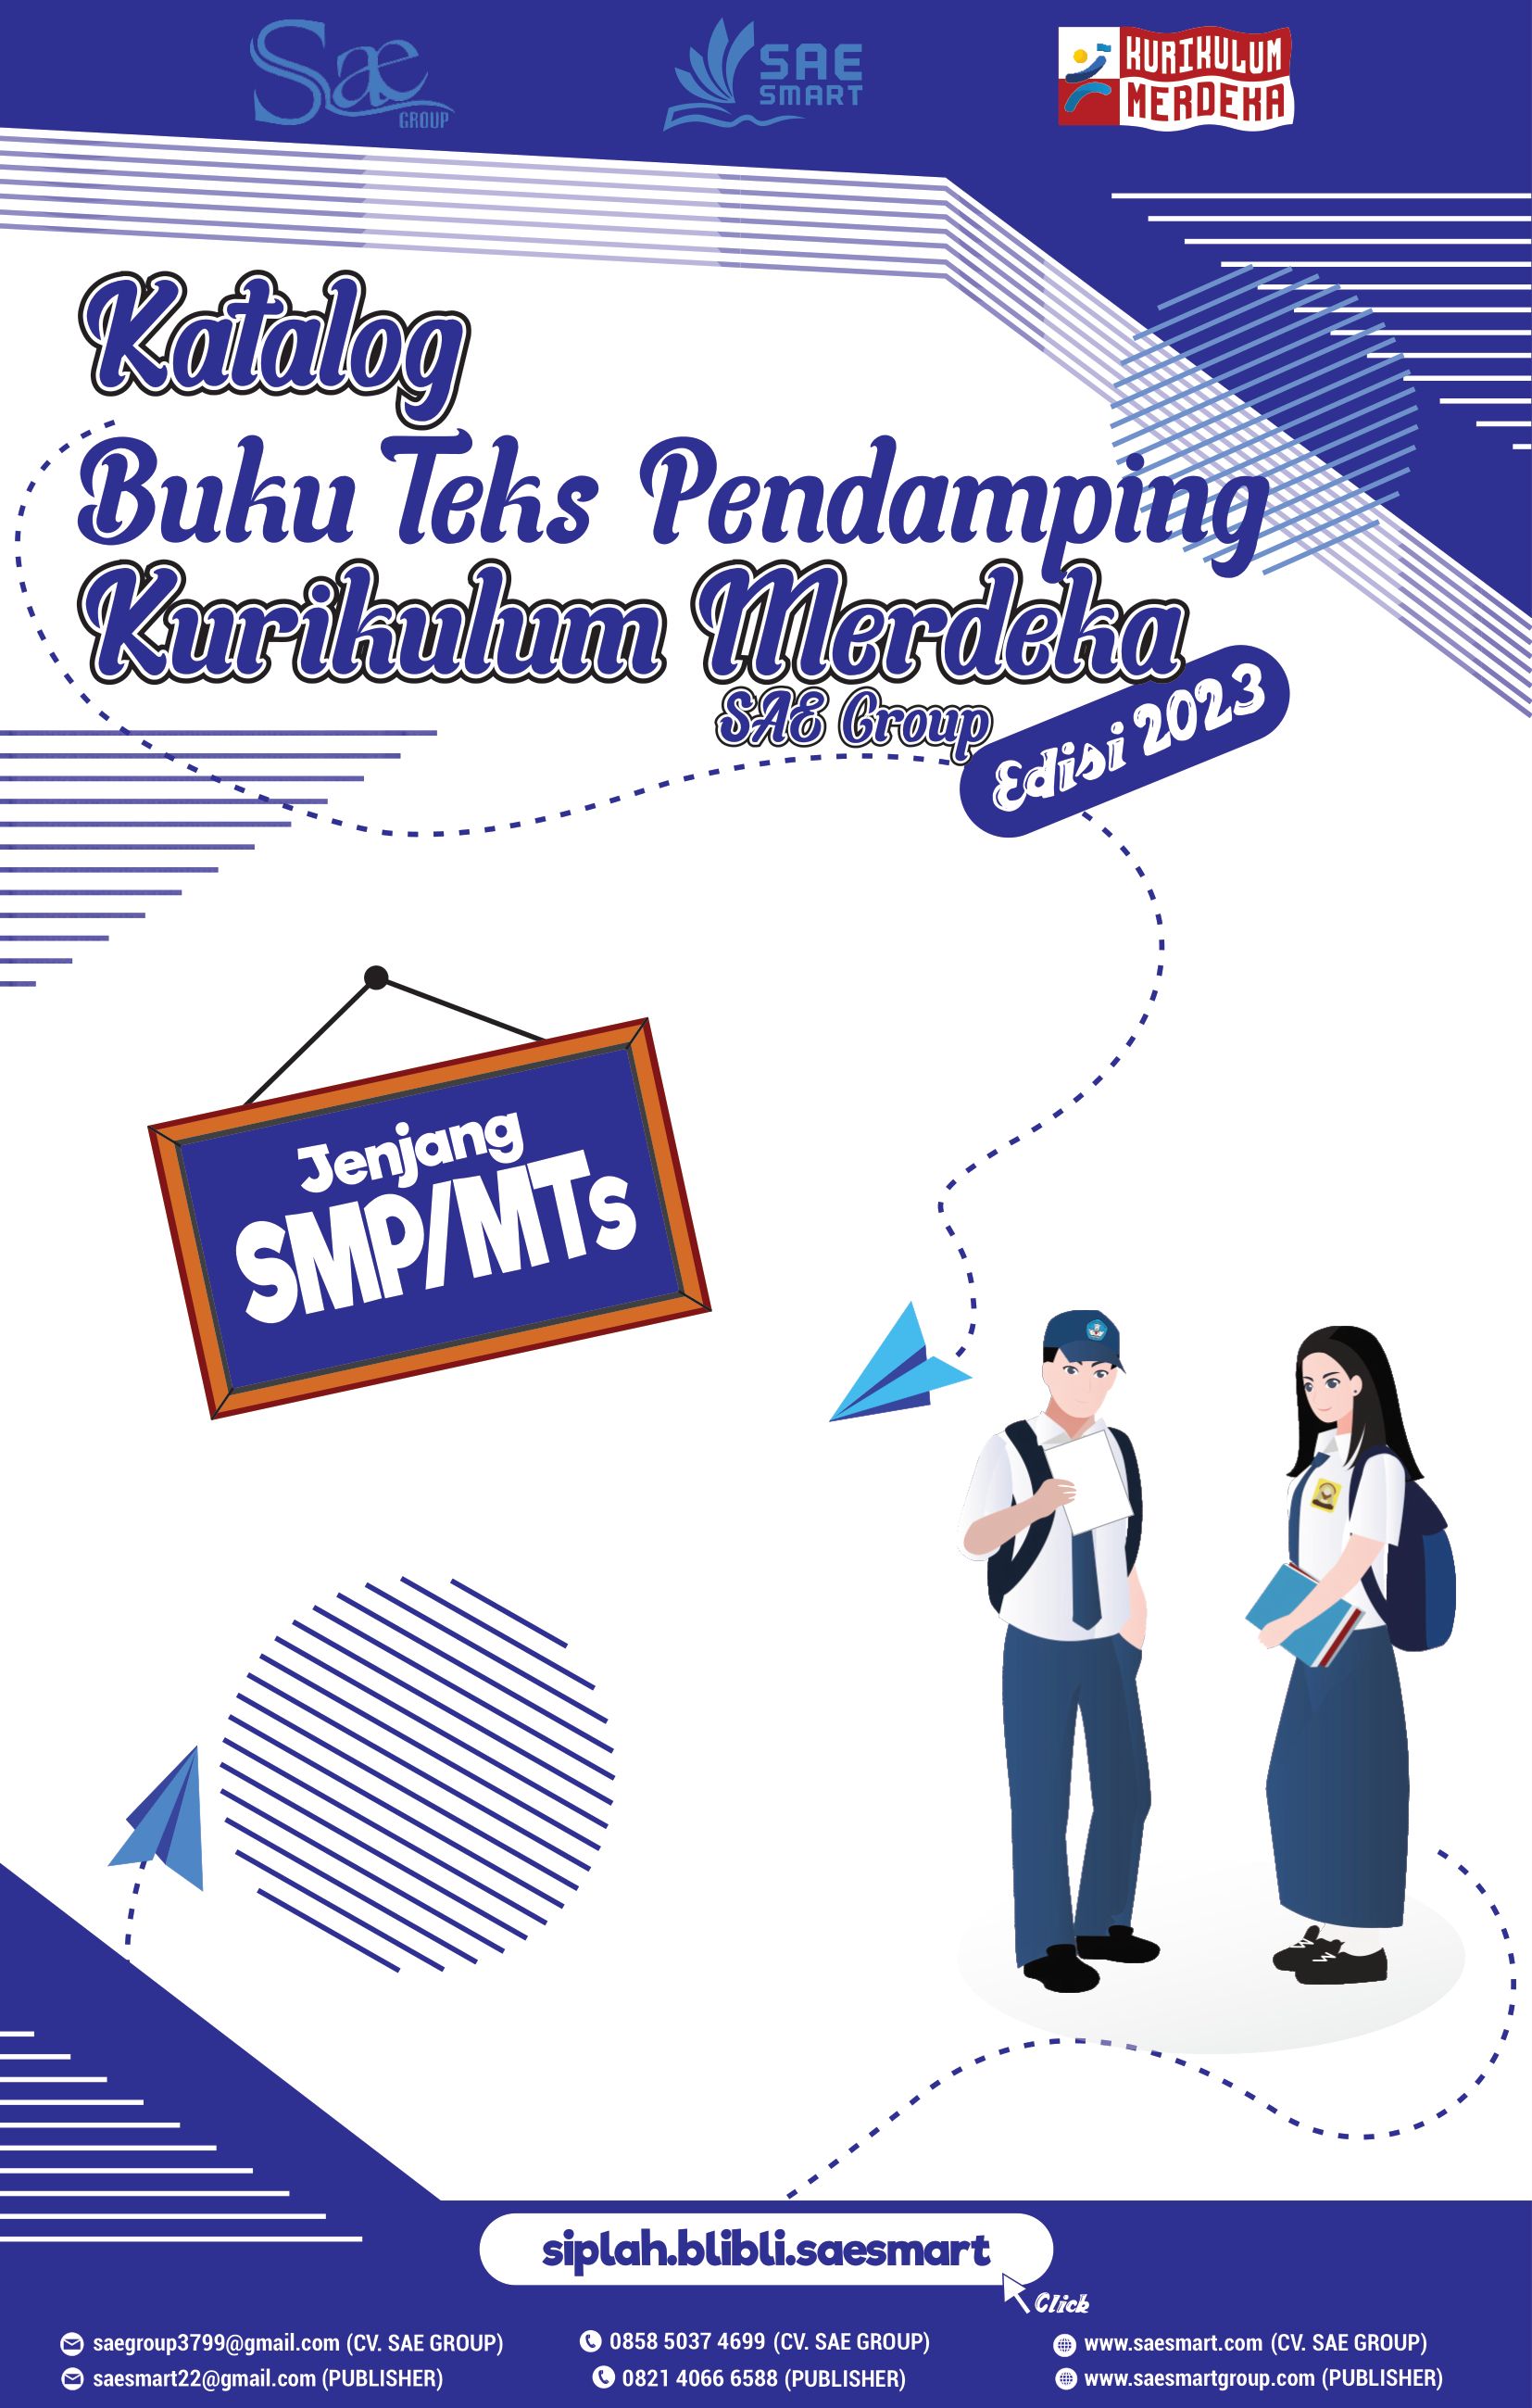 Sae
GROUP
SAE
SMART
KURIKULUM
MERDEKA
Katalog
Buku Teks Pendamping
Kurikulum Merdeka
SAE Group
Edisi 2023
Jenjang
SMP/MTs
siplah.blibli.saesmart
Click
saegroup3799@gmail.com (CV. SAE GROUP)
saesmart22@gmail.com (PUBLISHER)
0858 5037 4699 (CV. SAE GROUP)
0821 4066 6588 (PUBLISHER)
www.saesmart.com (CV. SAE GROUP)
www.saesmartgroup.com (PUBLISHER)